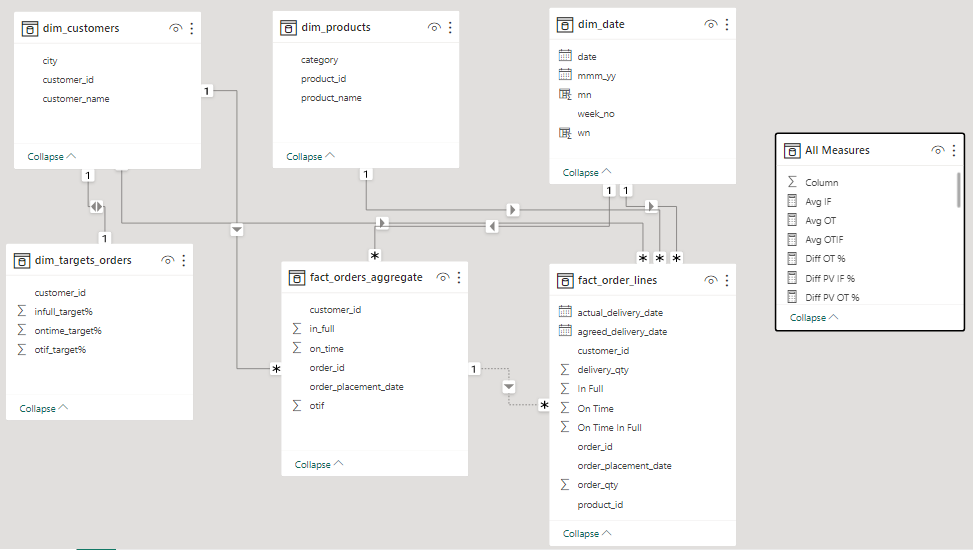 dim_customers
city
customer_id
customer_name
Collapse
dim_products
category
product_id
product_name
Collapse
dim_date
date
mmm_yy
mn
week_no
wn
Collapse
All Measures
Column
Avg IF
Avg OT
Avg OTIF
Diff OT %
Diff PV IF %
Diff PV OT %
Collapse
1
1
1
1
1
1
*
*
*
*
dim_targets_orders
customer_id
infull_target%
ontime_target%
otif_target%
Collapse
fact_orders_aggregate
customer_id
in_full
on_time
order_id
order_placement_date
otif
Collapse
*
1
*
fact_order_lines
actual_delivery_date
agreed_delivery_date
customer_id
delivery_qty
In Full
On Time
On Time In Full
order_id
order_placement_date
order_qty
product_id
Collapse